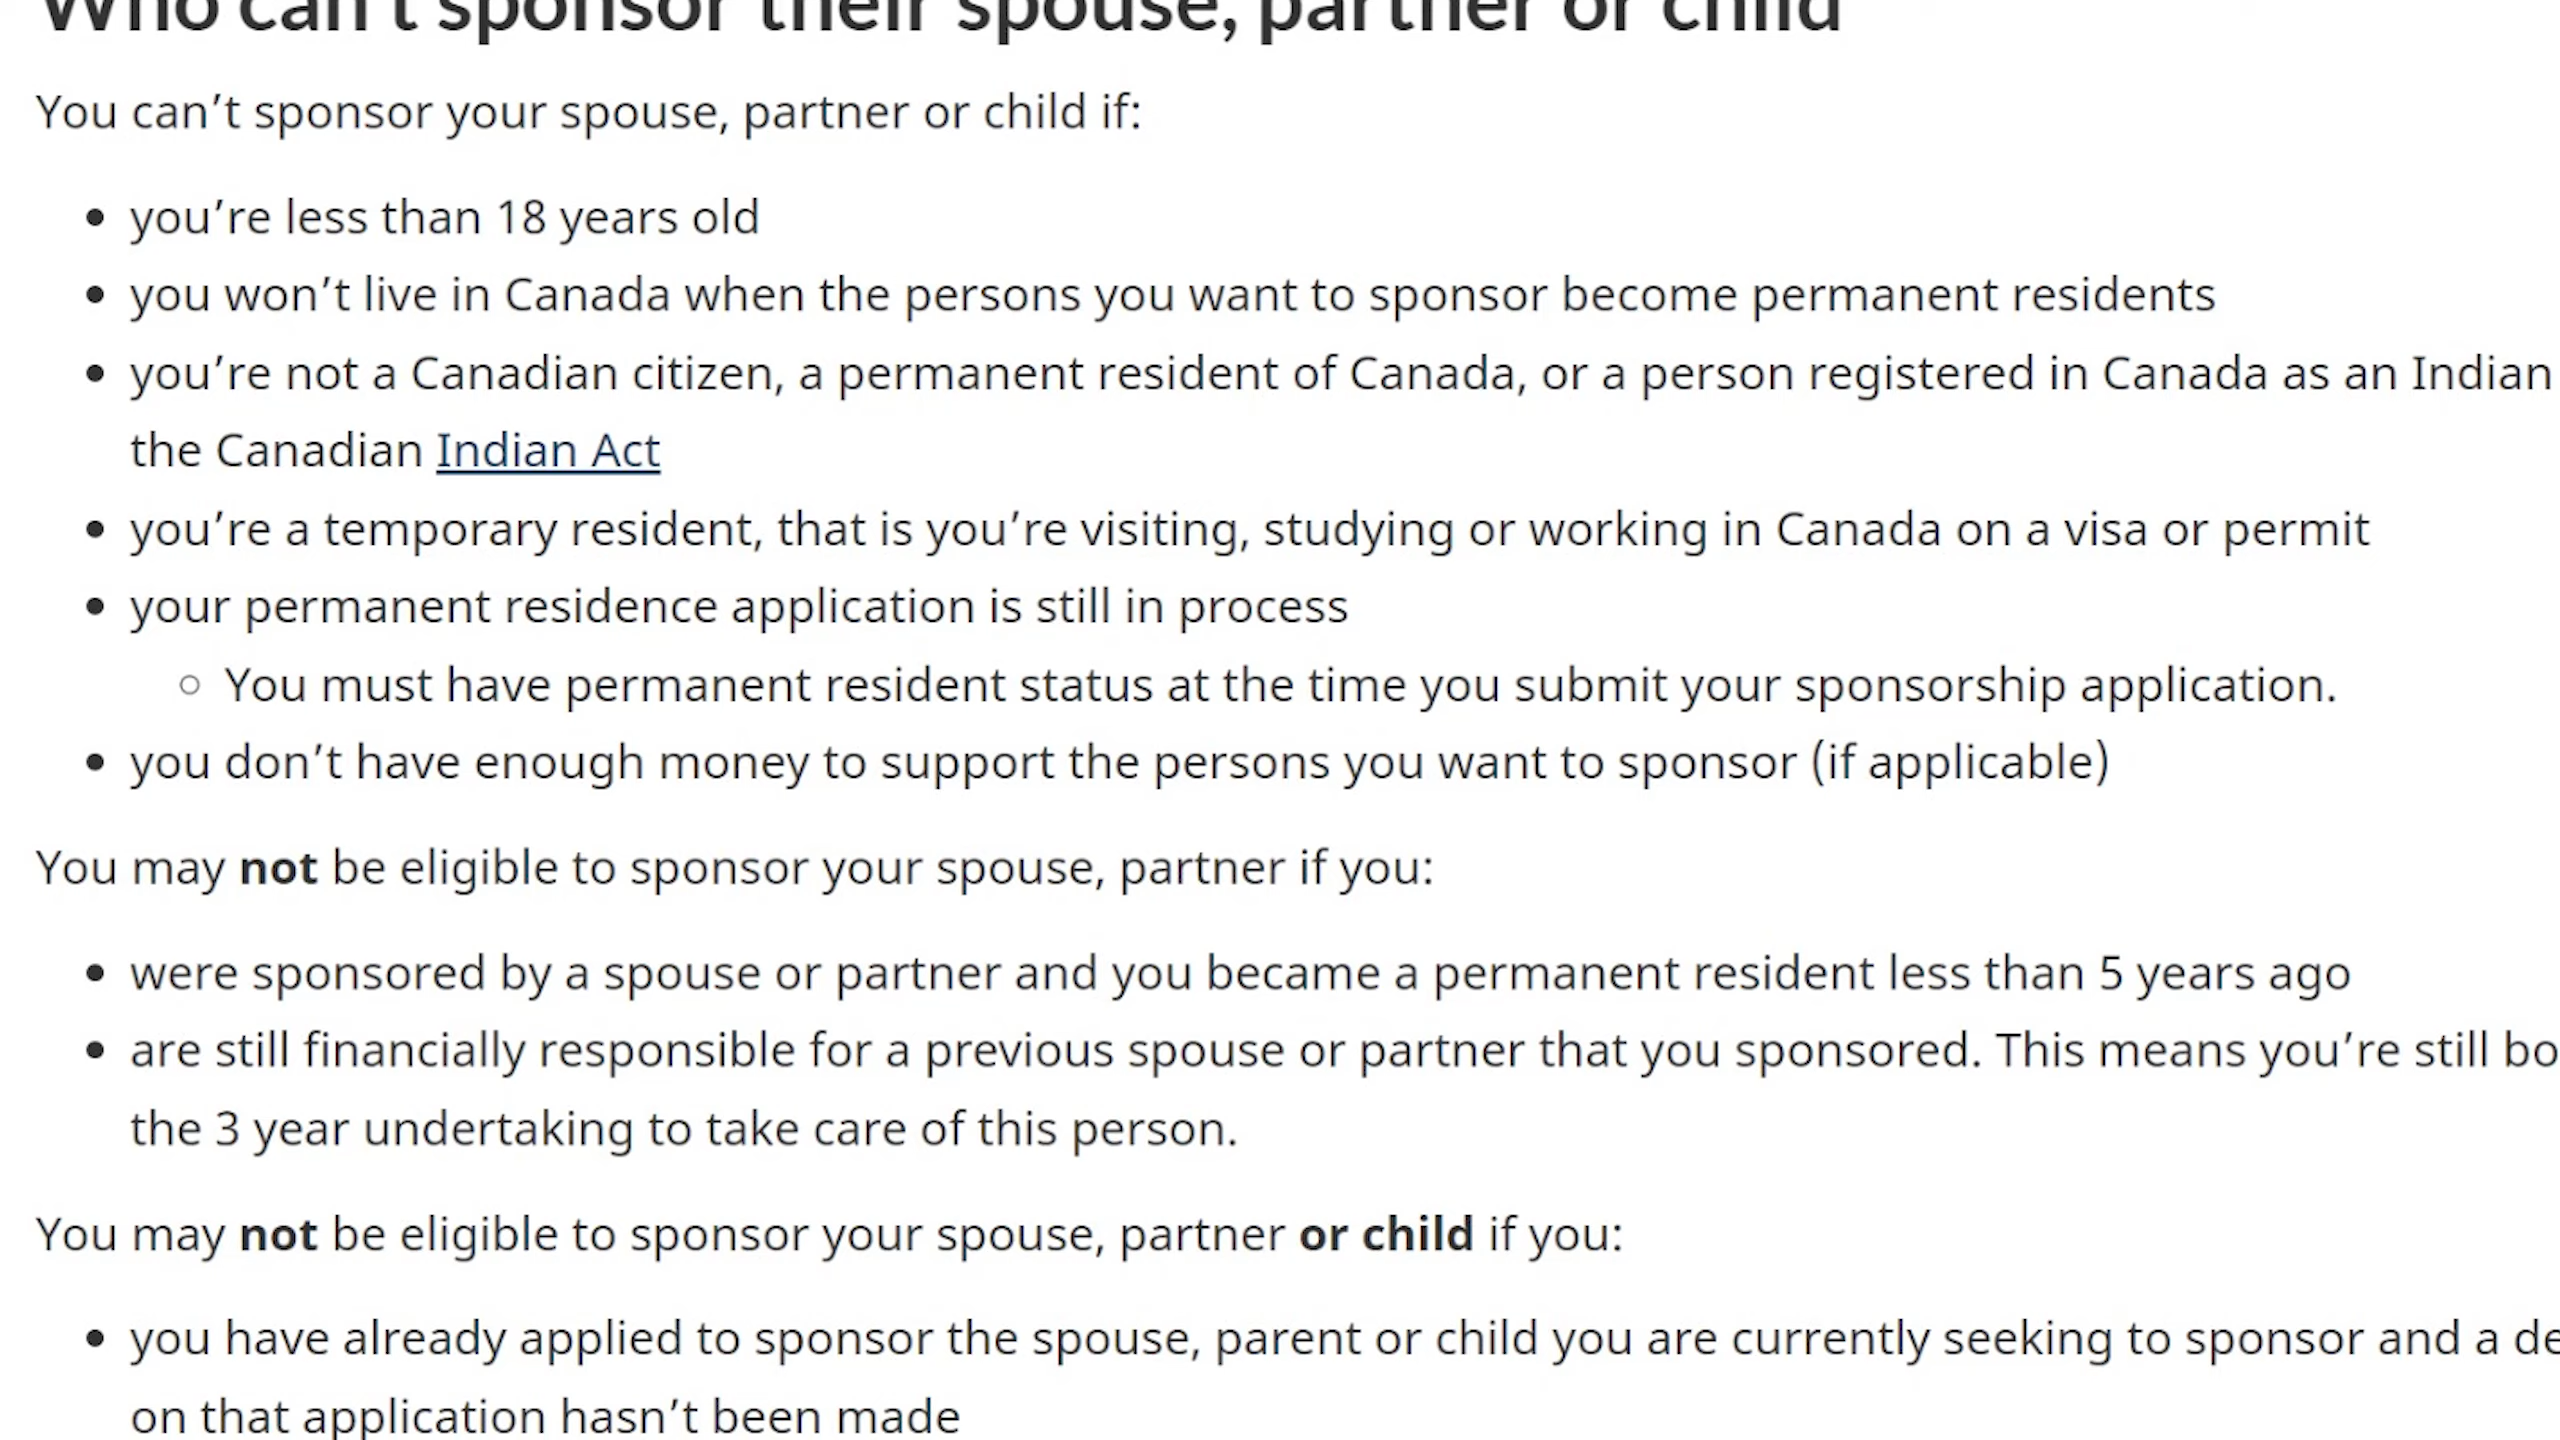 Who can't sponsor their spouse, partner or child
You can’t sponsor your spouse, partner or child if:
you’re less than 18 years old
you won’t live in Canada when the persons you want to sponsor become permanent residents
you’re not a Canadian citizen, a permanent resident of Canada, or a person registered in Canada as an Indian
the Canadian Indian Act
you’re a temporary resident, that is you’re visiting, studying or working in Canada on a visa or permit
your permanent residence application is still in process
You must have permanent resident status at the time you submit your sponsorship application.
you don’t have enough money to support the persons you want to sponsor (if applicable)
You may not be eligible to sponsor your spouse, partner if you:
were sponsored by a spouse or partner and you became a permanent resident less than 5 years ago
are still financially responsible for a previous spouse or partner that you sponsored. This means you’re still
the 3 year undertaking to take care of this person.
You may not be eligible to sponsor your spouse, partner or child if you:
you have already applied to sponsor the spouse, parent or child you are currently seeking to sponsor and a
on that application hasn’t been made